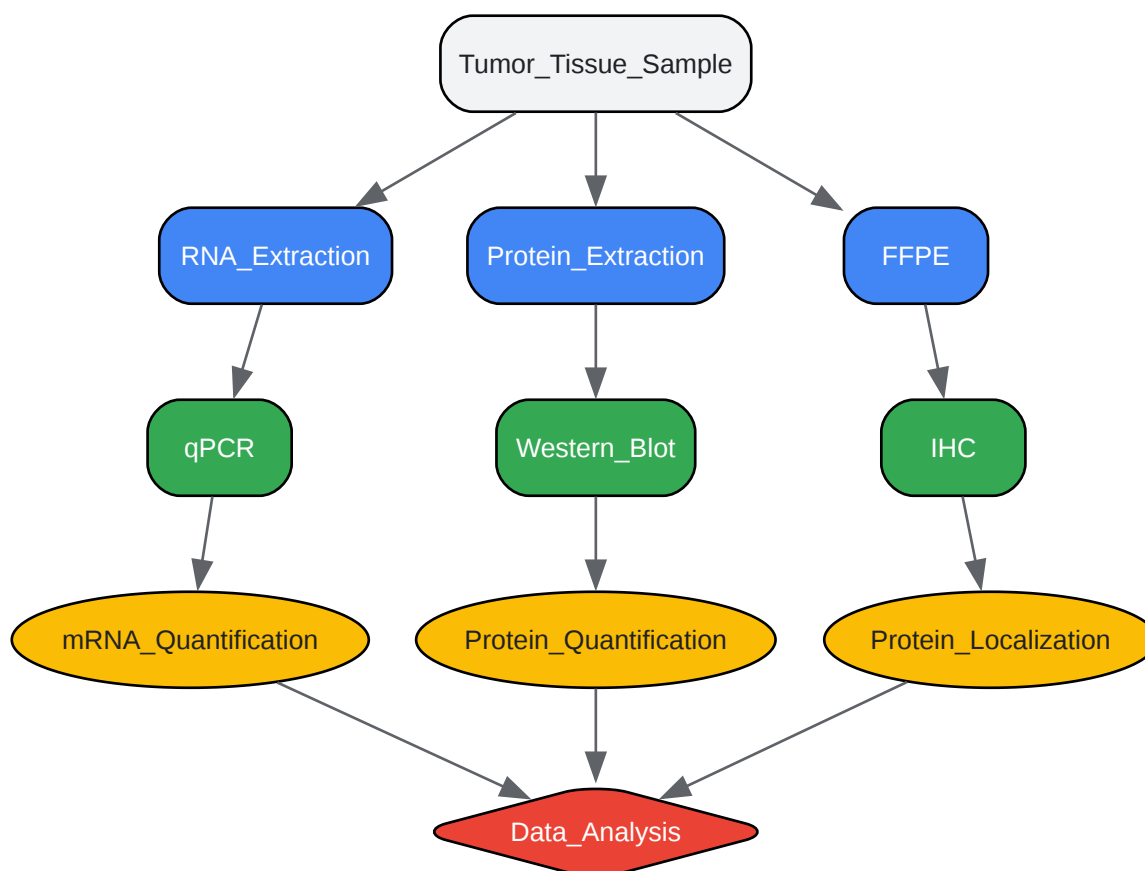 Tumor_Tissue_Sample
RNA_Extraction
Protein_Extraction
FFPE
qPCR
Western_Blot
IHC
mRNA_Quantification
Protein_Quantification
Protein_Localization
Data_Analysis